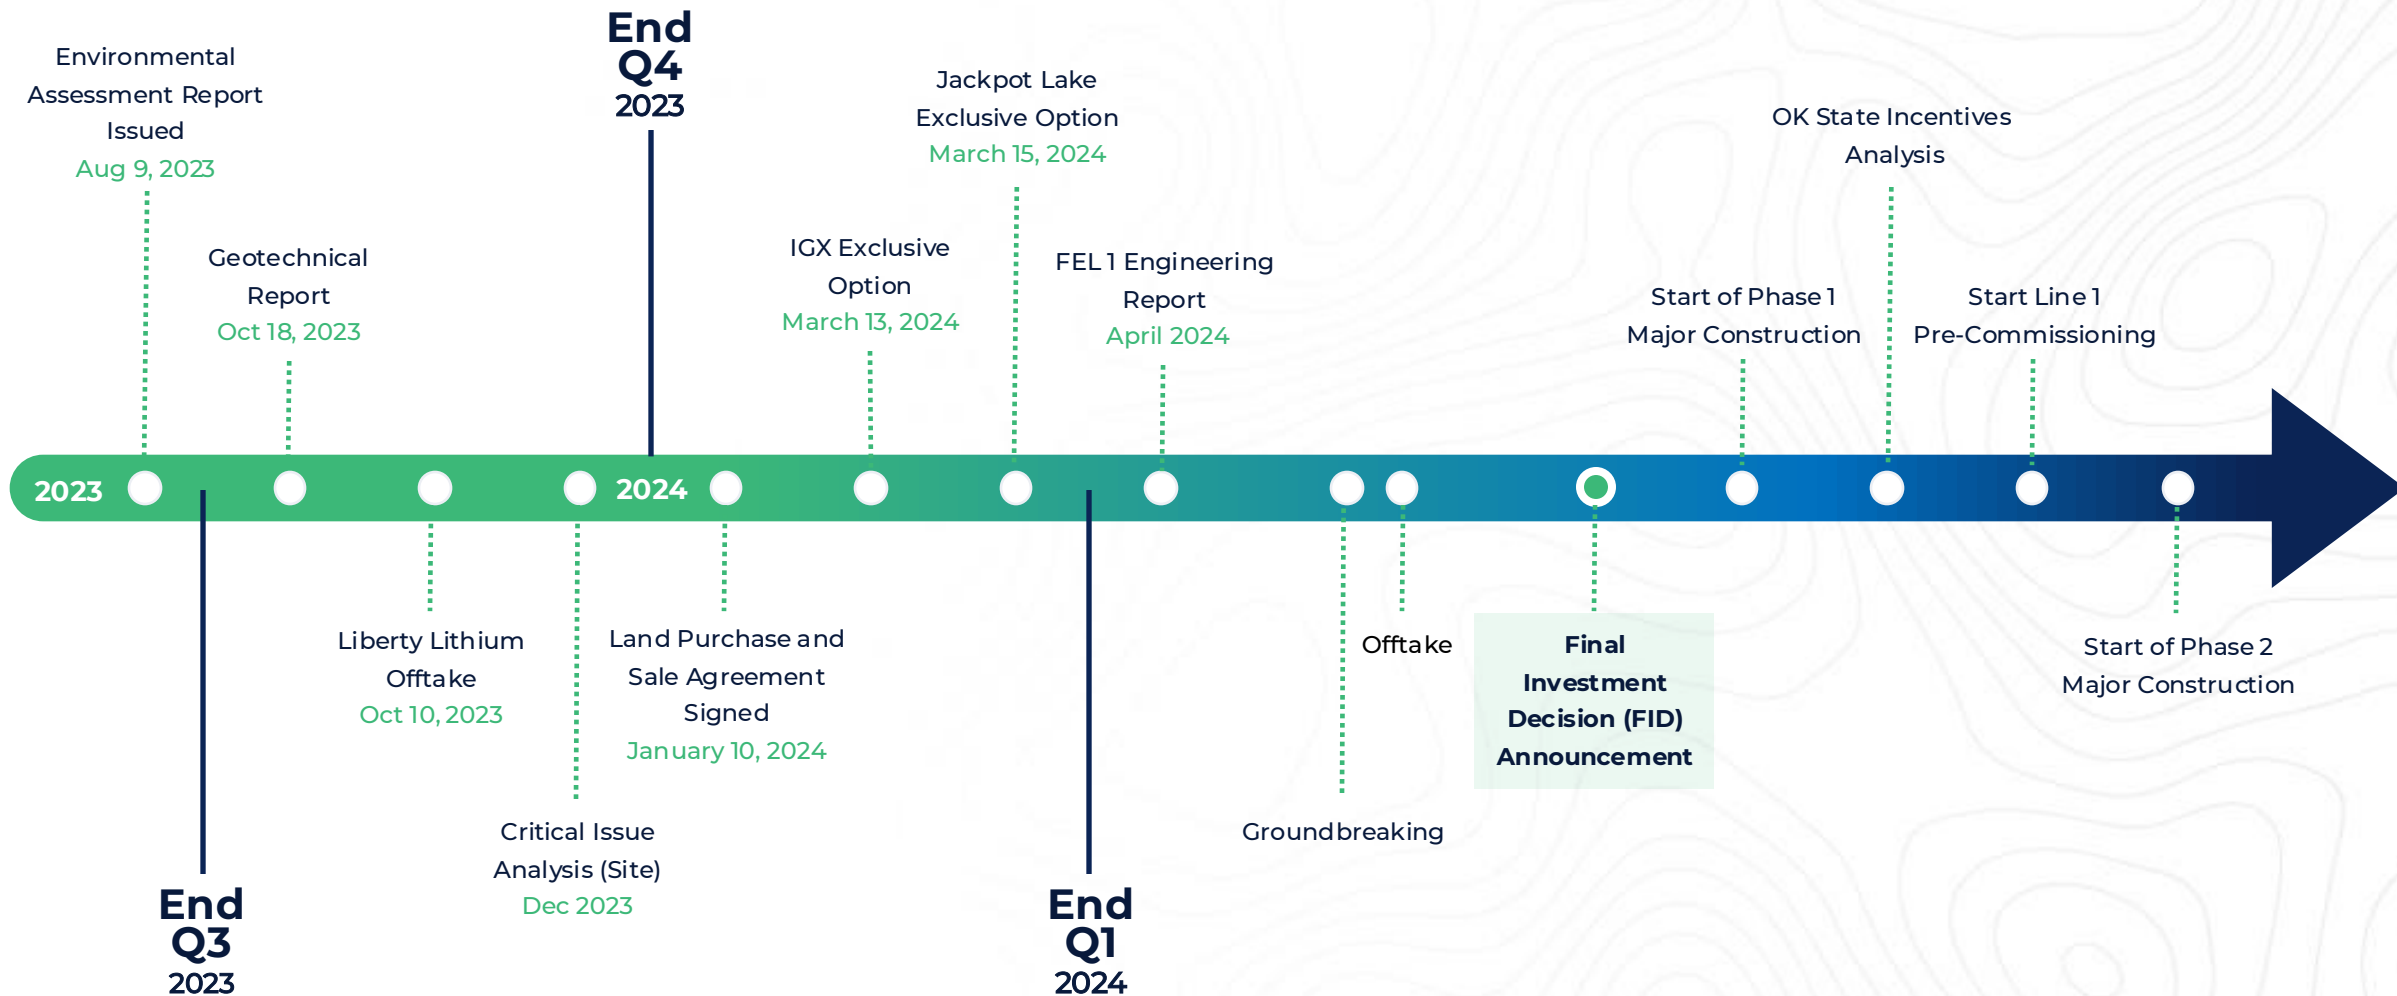 End
Q4
2023
Environmental
Assessment Report
Issued
Aug 9, 2023
Geotechnical
Report
Oct 18, 2023
IGX Exclusive
Option
March 13, 2024
Jackpot Lake
Exclusive Option
March 15, 2024
FEL 1 Engineering
Report
April 2024
Start of Phase 1
Major Construction
OK State Incentives
Analysis
Start Line 1
Pre-Commissioning
2023
2024
Liberty Lithium
Offtake
Oct 10, 2023
Critical Issue
Analysis (Site)
Dec 2023
Land Purchase and
Sale Agreement
Signed
January 10, 2024
Groundbreaking
Offtake
Final
Investment
Decision (FID)
Announcement
Start of Phase 2
Major Construction
End
Q3
2023
End
Q1
2024